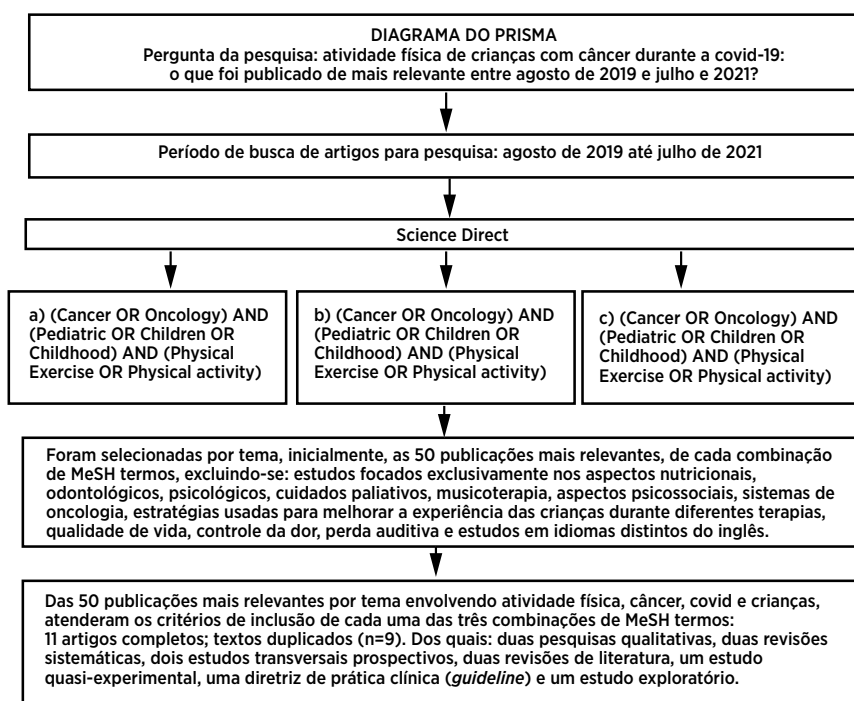 DIAGRAMA DO PRISMA
Pergunta da pesquisa: atividade física de crianças com câncer durante a covid-19:
o que foi publicado de mais relevante entre agosto de 2019 e julho e 2021?
Período de busca de artigos para pesquisa: agosto de 2019 até julho de 2021
Science Direct
a) (Cancer OR Oncology) AND
(Pediatric OR Children OR
Childhood) AND (Physical
Exercise OR Physical activity)
b) (Cancer OR Oncology) AND
(Pediatric OR Children OR
Childhood) AND (Physical
Exercise OR Physical activity)
c) (Cancer OR Oncology) AND
(Pediatric OR Children OR
Childhood) AND (Physical
Exercise OR Physical activity)
Foram selecionadas por tema, inicialmente, as 50 publicações mais relevantes, de cada combinação
de MeSH termos, excluindo-se: estudos focados exclusivamente nos aspectos nutricionais,
odontológicos, psicológicos, cuidados paliativos, musicoterapia, aspectos psicossociais, sistemas de
oncologia, estratégias usadas para melhorar a experiência das crianças durante diferentes terapias,
qualidade de vida, controle da dor, perda auditiva e estudos em idiomas distintos do inglês.
Das 50 publicações mais relevantes por tema envolvendo atividade física, câncer, covid e crianças,
atenderam os critérios de inclusão de cada uma das três combinações de MeSH termos:
11 artigos completos; textos duplicados (n=9). Dos quais: duas pesquisas qualitativas, duas revisões
sistemáticas, dois estudos transversais prospectivos, duas revisões de literatura, um estudo
quasi-experimental, uma diretriz de prática clínica (guideline) e um estudo exploratório.